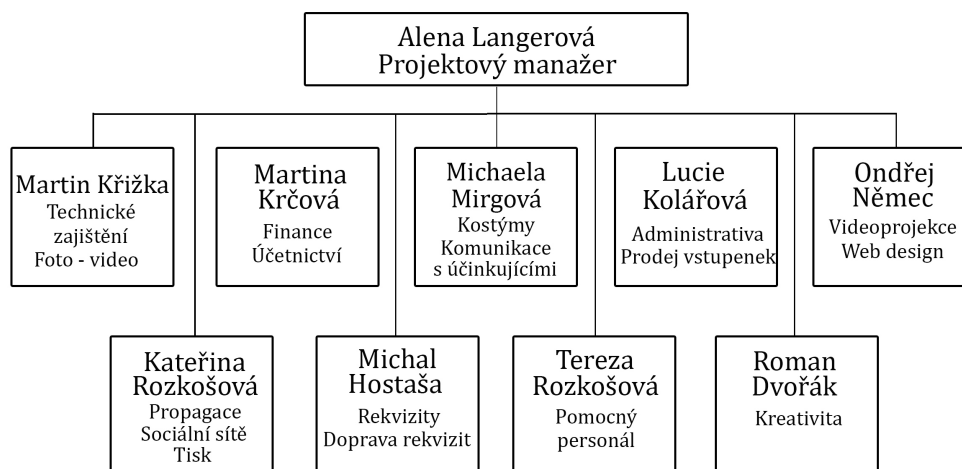 Alena Langerová
Projektový manažer
Martin Křižka
Technické
zajištění
Foto - video
Martina
Krčová
Finance
Účetnictví
Michaela
Mirgová
Kostýmy
Komunikace
s účinkujícími
Lucie
Kolářová
Administrativa
Prodej vstupenek
Ondřej
Němec
Videoprojekce
Web design
Kateřina
Rozkošová
Propagace
Sociální sítě
Tisk
Michal
Hostaša
Rekvizity
Doprava rekvizit
Tereza
Rozkošová
Pomocný
personál
Roman
Dvořák
Kreativita